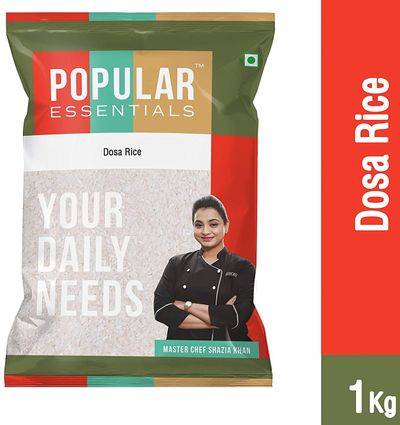 POPULAR™
ESSENTIALS
Dosa Rice
YOUR
DAILY
NEEDS
MASTER CHEF SHAZIA KHAN
Dosa Rice
1Kg